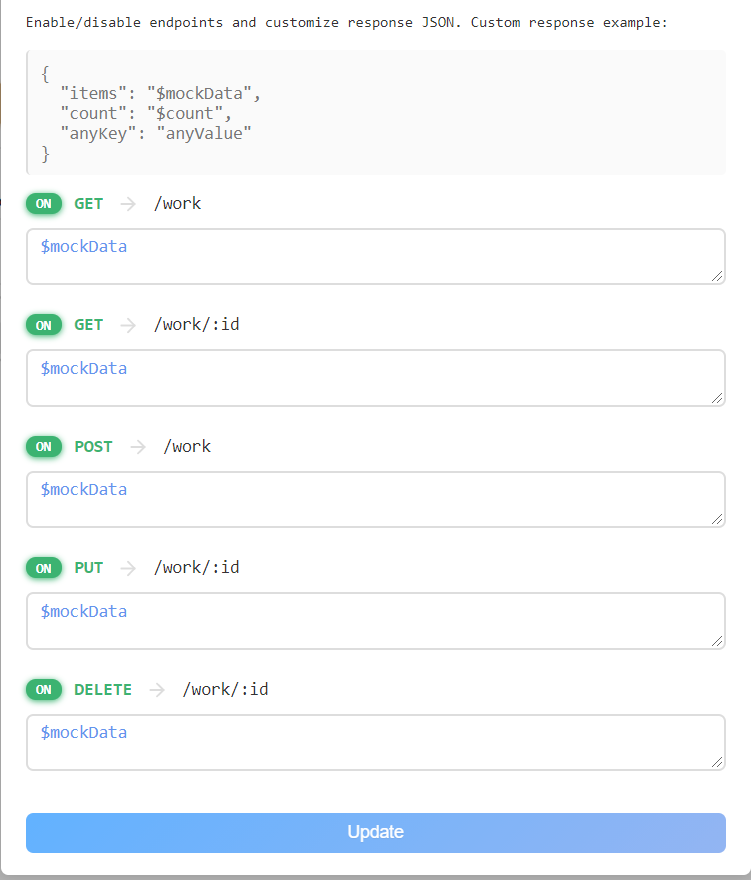 Enable/disable endpoints and customize response JSON. Custom response example:
{
  "items": "$mockData",
  "count": "$count",
  "anyKey": "anyValue"
}
ON GET → /work
$mockData
ON GET → /work/:id
$mockData
ON POST → /work
$mockData
ON PUT → /work/:id
$mockData
ON DELETE → /work/:id
$mockData
Update